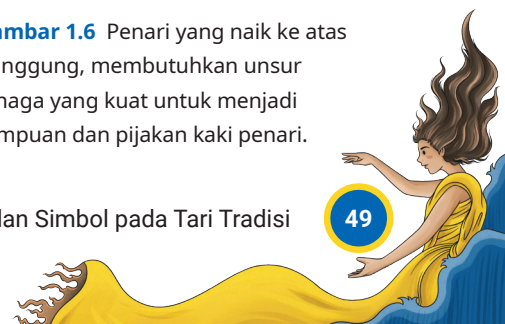 ambar 1.6 Penari yang naik ke atas
nggung, membutuhkan unsur
naga yang kuat untuk menjadi
mpuan dan pijakan kaki penari.
lan Simbol pada Tari Tradisi
49